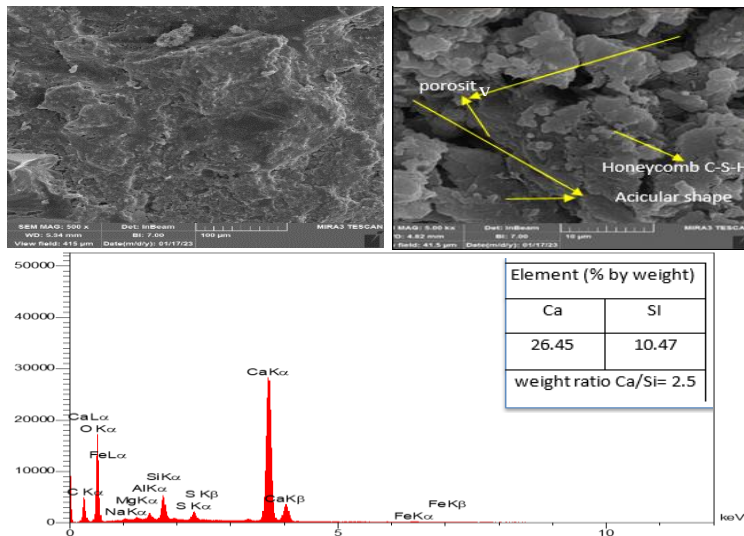 SEM MAG: 500 x
Det: InBeam
MIRA3 TESCAN
WD: 5.34 mm
BI: 7.00
100 µm
View field: 415 µm
Date(m/d/y): 01/17/23
porosit
y
Honeycomb C-S-H
Acicular shape
SEM MAG: 5.00 kx
Det: InBeam
MIRA3 TESCAN
WD: 4.82 mm
BI: 7.00
10 µm
View field: 41.5 µm
Date(m/d/y): 01/17/23
50000
40000
30000
20000
10000
0
CaLα
O Kα
FeLα
C Kα
NaKα
MgKα
AlKα
SiKα
S Kα
S Kβ
CaKα
CaKβ
FeKα
FeKβ
0
5
10
keV
Element (% by weight)
Ca SI
26.45 10.47
weight ratio Ca/Si= 2.5